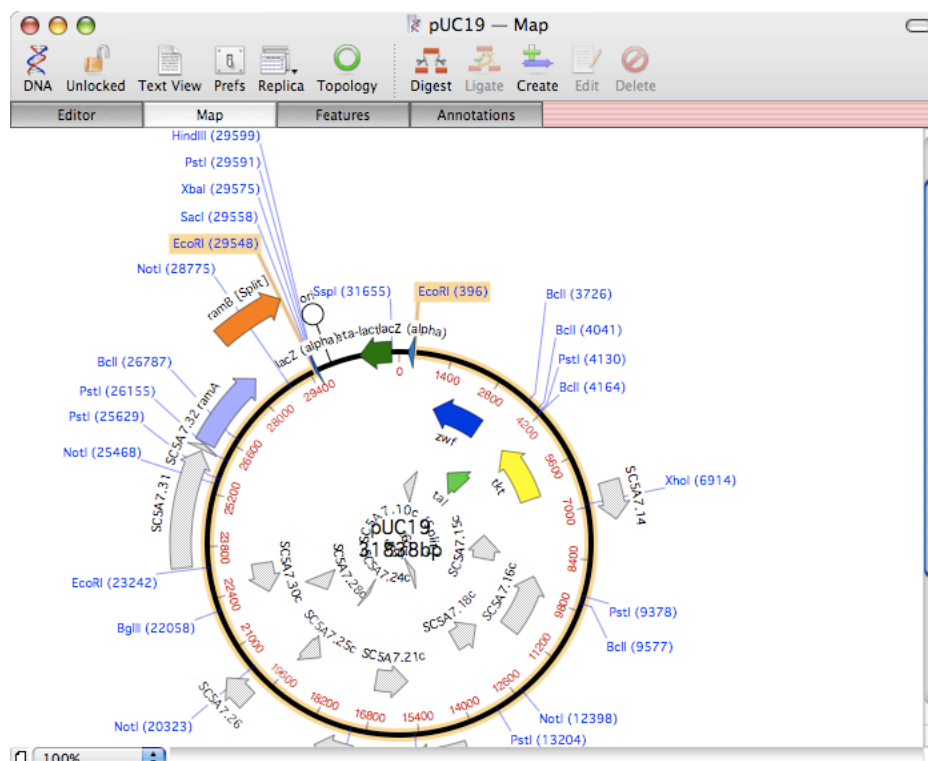 pUC19 — Map
DNA Unlocked Text View Prefs Replica Topology Digest Ligate Create Edit Delete
Editor Map Features Annotations
HindIII (29599)
PstI (29591)
XbaI (29575)
SacI (29558)
EcoRI (29548)
NotI (28775)
ramB [Split]
ori
SspI (31655)
EcoRI (396)
lacZ (alpha)
lacZ (alpha)
BclI (3726)
BclI (4041)
PstI (4130)
BclI (4164)
BclI (26787)
PstI (26155)
PstI (25629)
NotI (25468)
SC5A7.32
ramA
SC5A7.31
0
1400
2800
4200
5600
7000
8400
9800
11200
12600
14000
15400
16800
18200
19600
21000
22400
23800
25200
26600
28000
29400
zwf
tkt
tal
SC5A7.14
XhoI (6914)
SC5A7.10c
pUC19
31838bp
SC5A7.24c
SC5A7.28c
SC5A7.30c
SC5A7.16c
SC5A7.18c
SC5A7.25c
SC5A7.21c
EcoRI (23242)
BglII (22058)
SC5A7.26
NotI (20323)
PstI (9378)
BclI (9577)
NotI (12398)
PstI (13204)
100%